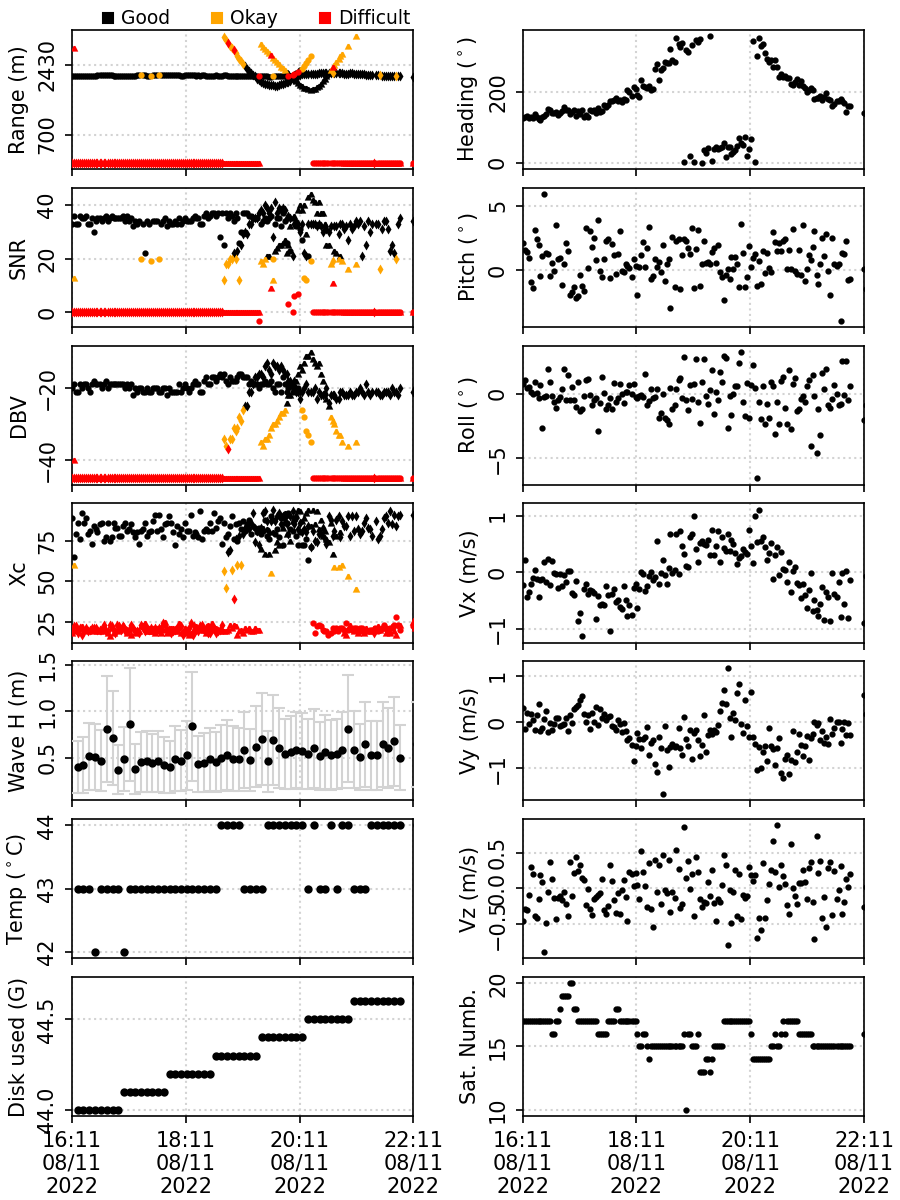 Good Okay Difficult
Range (m)
2430
700
Heading (°)
200
0
SNR
40
20
0
Pitch (°)
5
0
DBV
−20
−40
Roll (°)
0
−5
Xc
75
50
25
Vx (m/s)
1
0
−1
Wave H (m)
1.5
1.0
0.5
Vy (m/s)
1
0
−1
Temp (°C)
44
43
42
Vz (m/s)
0.5
0.0
−0.5
Disk used (G)
44.5
44.0
Sat. Numb.
20
15
10
16:11 18:11 20:11 22:11
08/11 08/11 08/11 08/11
2022 2022 2022 2022
16:11 18:11 20:11 22:11
08/11 08/11 08/11 08/11
2022 2022 2022 2022